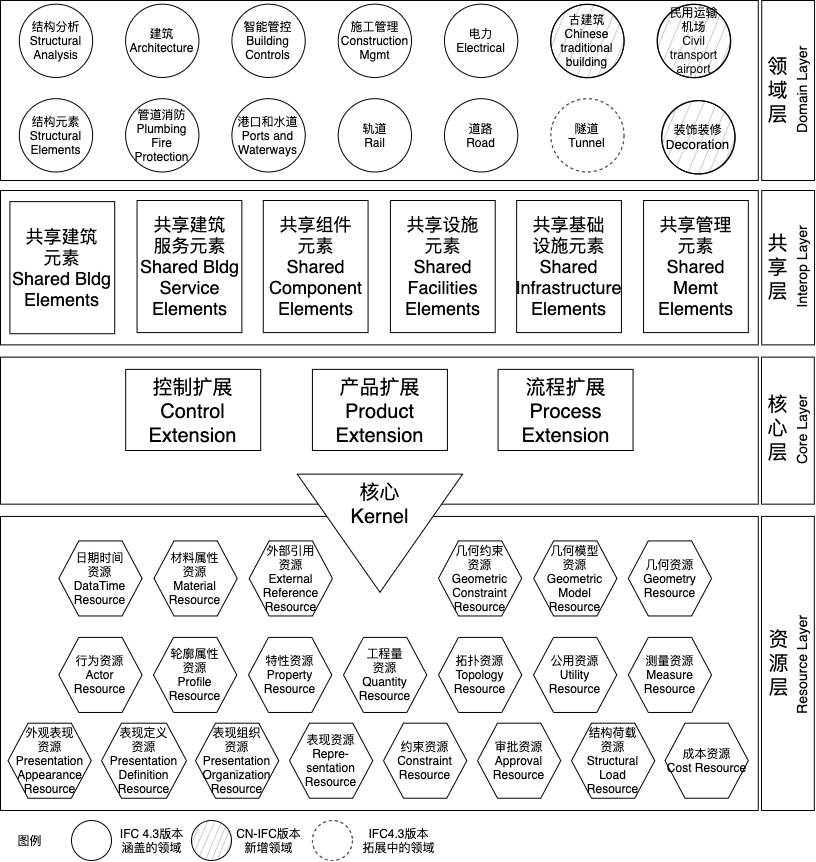 结构分析
Structural
Analysis
建筑
Architecture
智能管控
Building
Controls
施工管理
Construction
Mgmt
电力
Electrical
古建筑
Chinese
traditional
building
民用运输
机场
Civil
transport
airport
结构元素
Structural
Elements
管道消防
Plumbing
Fire
Protection
港口和水道
Ports and
Waterways
轨道
Rail
道路
Road
隧道
Tunnel
装饰装修
Decoration
领域层
Domain Layer
共享建筑
元素
Shared Bldg
Elements
共享建筑
服务元素
Shared Bldg
Service
Elements
共享组件
元素
Shared
Component
Elements
共享设施
元素
Shared
Facilities
Elements
共享基础
设施元素
Shared
Infrastructure
Elements
共享管理
元素
Shared
Memt
Elements
共享层
Interop Layer
控制扩展
Control
Extension
产品扩展
Product
Extension
流程扩展
Process
Extension
核心层
Core Layer
核心
Kernel
日期时间
资源
DataTime
Resource
材料属性
资源
Material
Resource
外部引用
资源
External
Reference
Resource
几何约束
资源
Geometric
Constraint
Resource
几何模型
资源
Geometric
Model
Resource
几何资源
Geometry
Resource
行为资源
Actor
Resource
轮廓属性
资源
Profile
Resource
特性资源
Property
Resource
工程量
资源
Quantity
Resource
拓扑资源
Topology
Resource
公用资源
Utility
Resource
测量资源
Measure
Resource
外观表现
资源
Presentation
Appearance
Resource
表现定义
资源
Presentation
Definition
Resource
表现组织
资源
Presentation
Organization
Resource
表现资源
Repre-
sentation
Resource
约束资源
Constraint
Resource
审批资源
Approval
Resource
结构荷载
资源
Structural
Load
Resource
成本资源
Cost Resource
资源层
Resource Layer
图例
IFC 4.3版本
涵盖的领域
CN-IFC版本
新增领域
IFC4.3版本
拓展中的领域